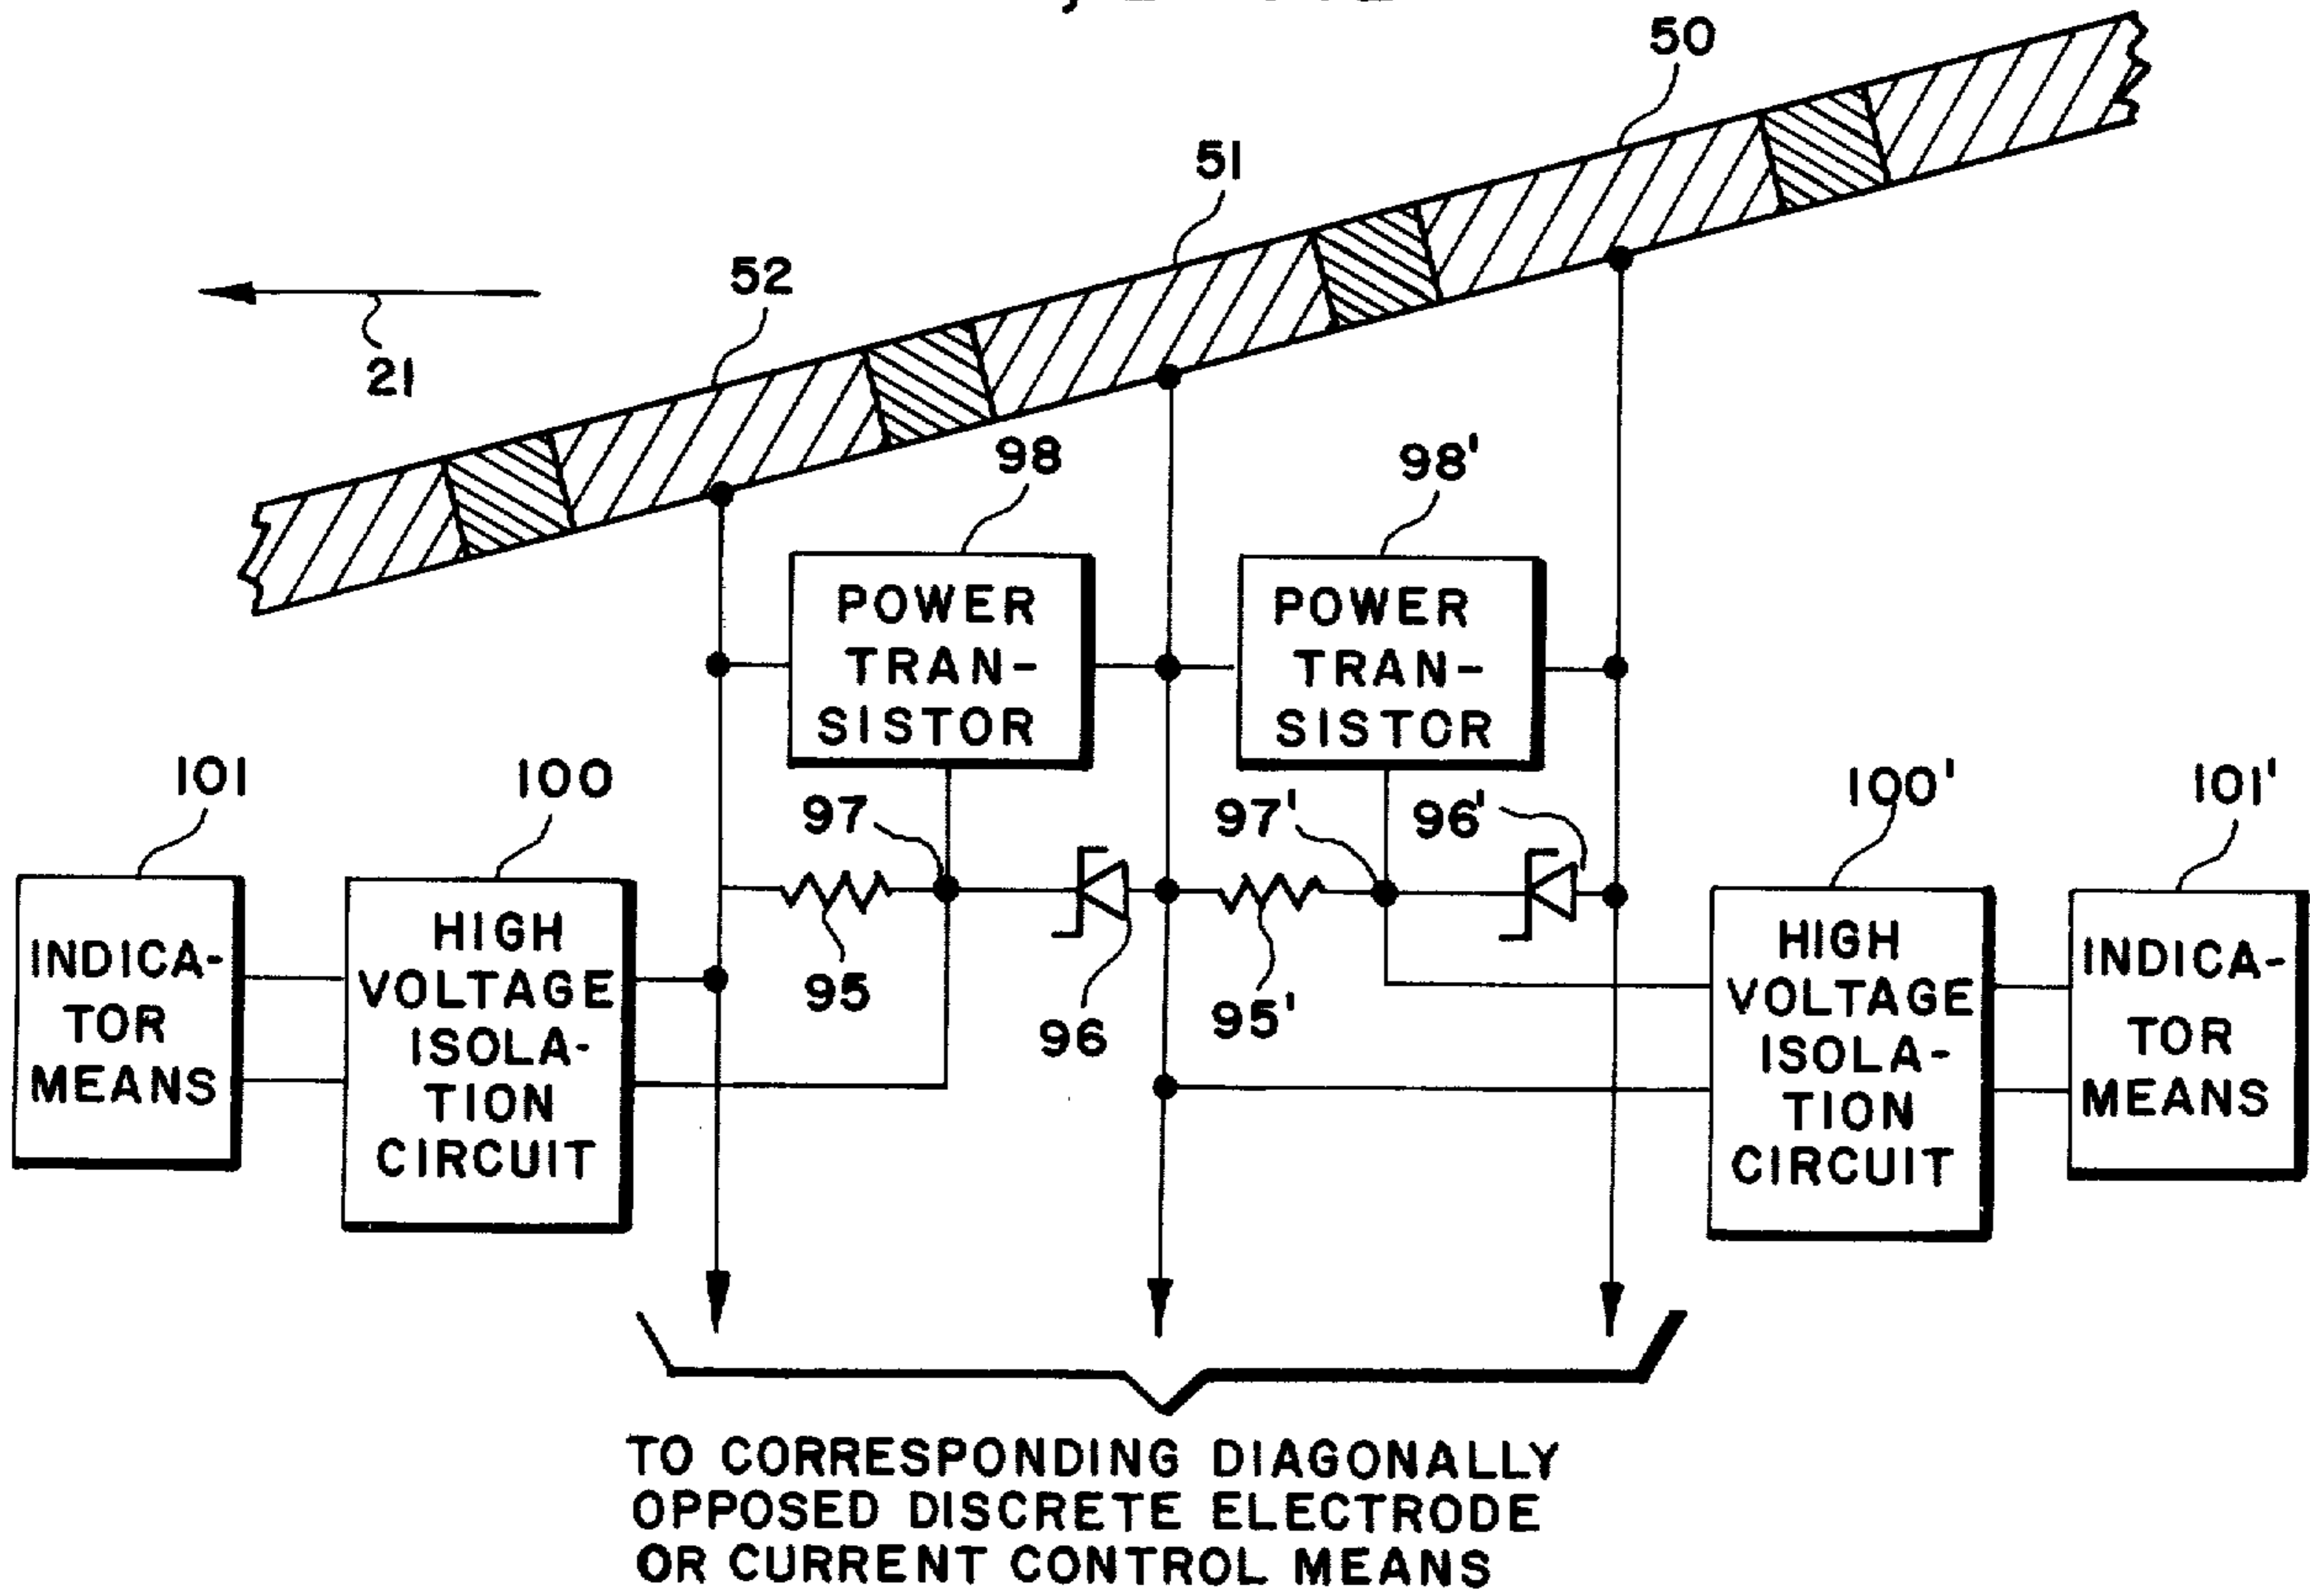 50
51
52
21
98
98'
POWER
TRAN-
SISTOR
POWER
TRAN-
SISTOR
101
100
97
97'
96'
100'
101'
INDICA-
TOR
MEANS
HIGH
VOLTAGE
ISOLA-
TION
CIRCUIT
95
96
95'
HIGH
VOLTAGE
ISOLA-
TION
CIRCUIT
INDICA-
TOR
MEANS
TO CORRESPONDING DIAGONALLY
OPPOSED DISCRETE ELECTRODE
OR CURRENT CONTROL MEANS